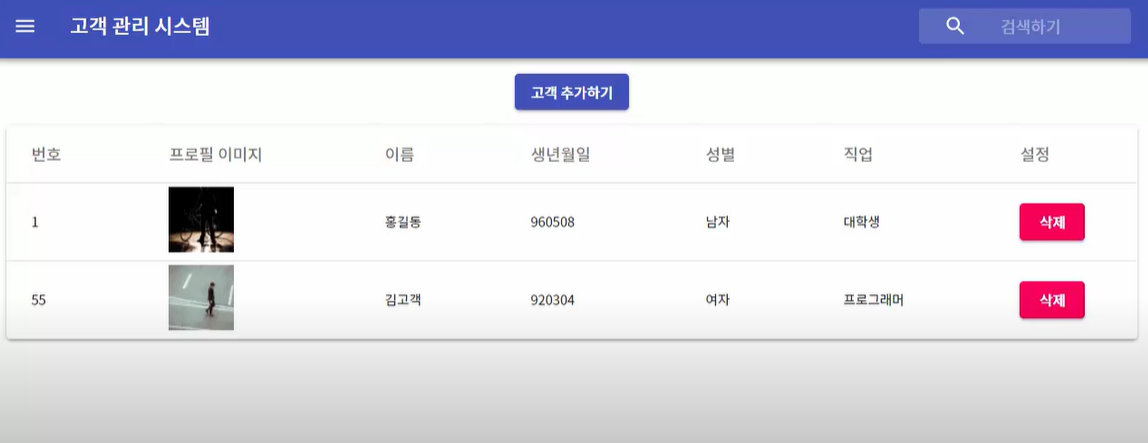 고객 관리 시스템 검색하기
고객 추가하기
번호 프로필 이미지 이름 생년월일 성별 직업 설정
1 홍길동 960508 남자 대학생 삭제
55 김고객 920304 여자 프로그래머 삭제